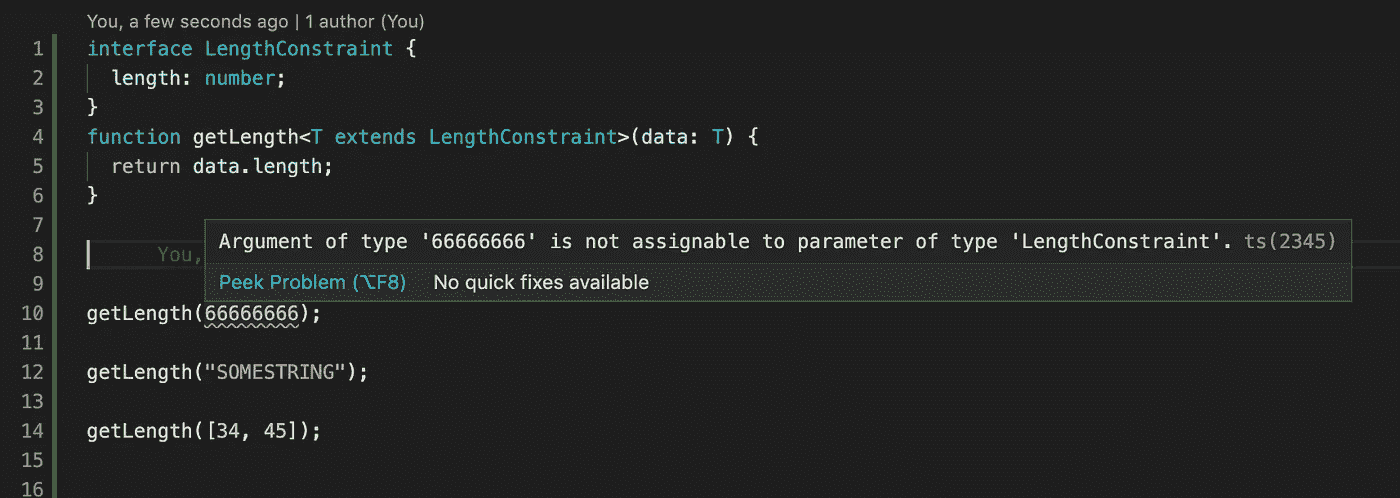 You, a few seconds ago | 1 author (You)
1 interface LengthConstraint {
2 length: number;
3 }
4 function getLength<T extends LengthConstraint>(data: T) {
5 return data.length;
6 }
7
Argument of type '66666666' is not assignable to parameter of type 'LengthConstraint'. ts(2345)
8 You,
Peek Problem (⌥F8) No quick fixes available
9
10 getLength(66666666);
11
12 getLength("SOMESTRING");
13
14 getLength([34, 45]);
15
16